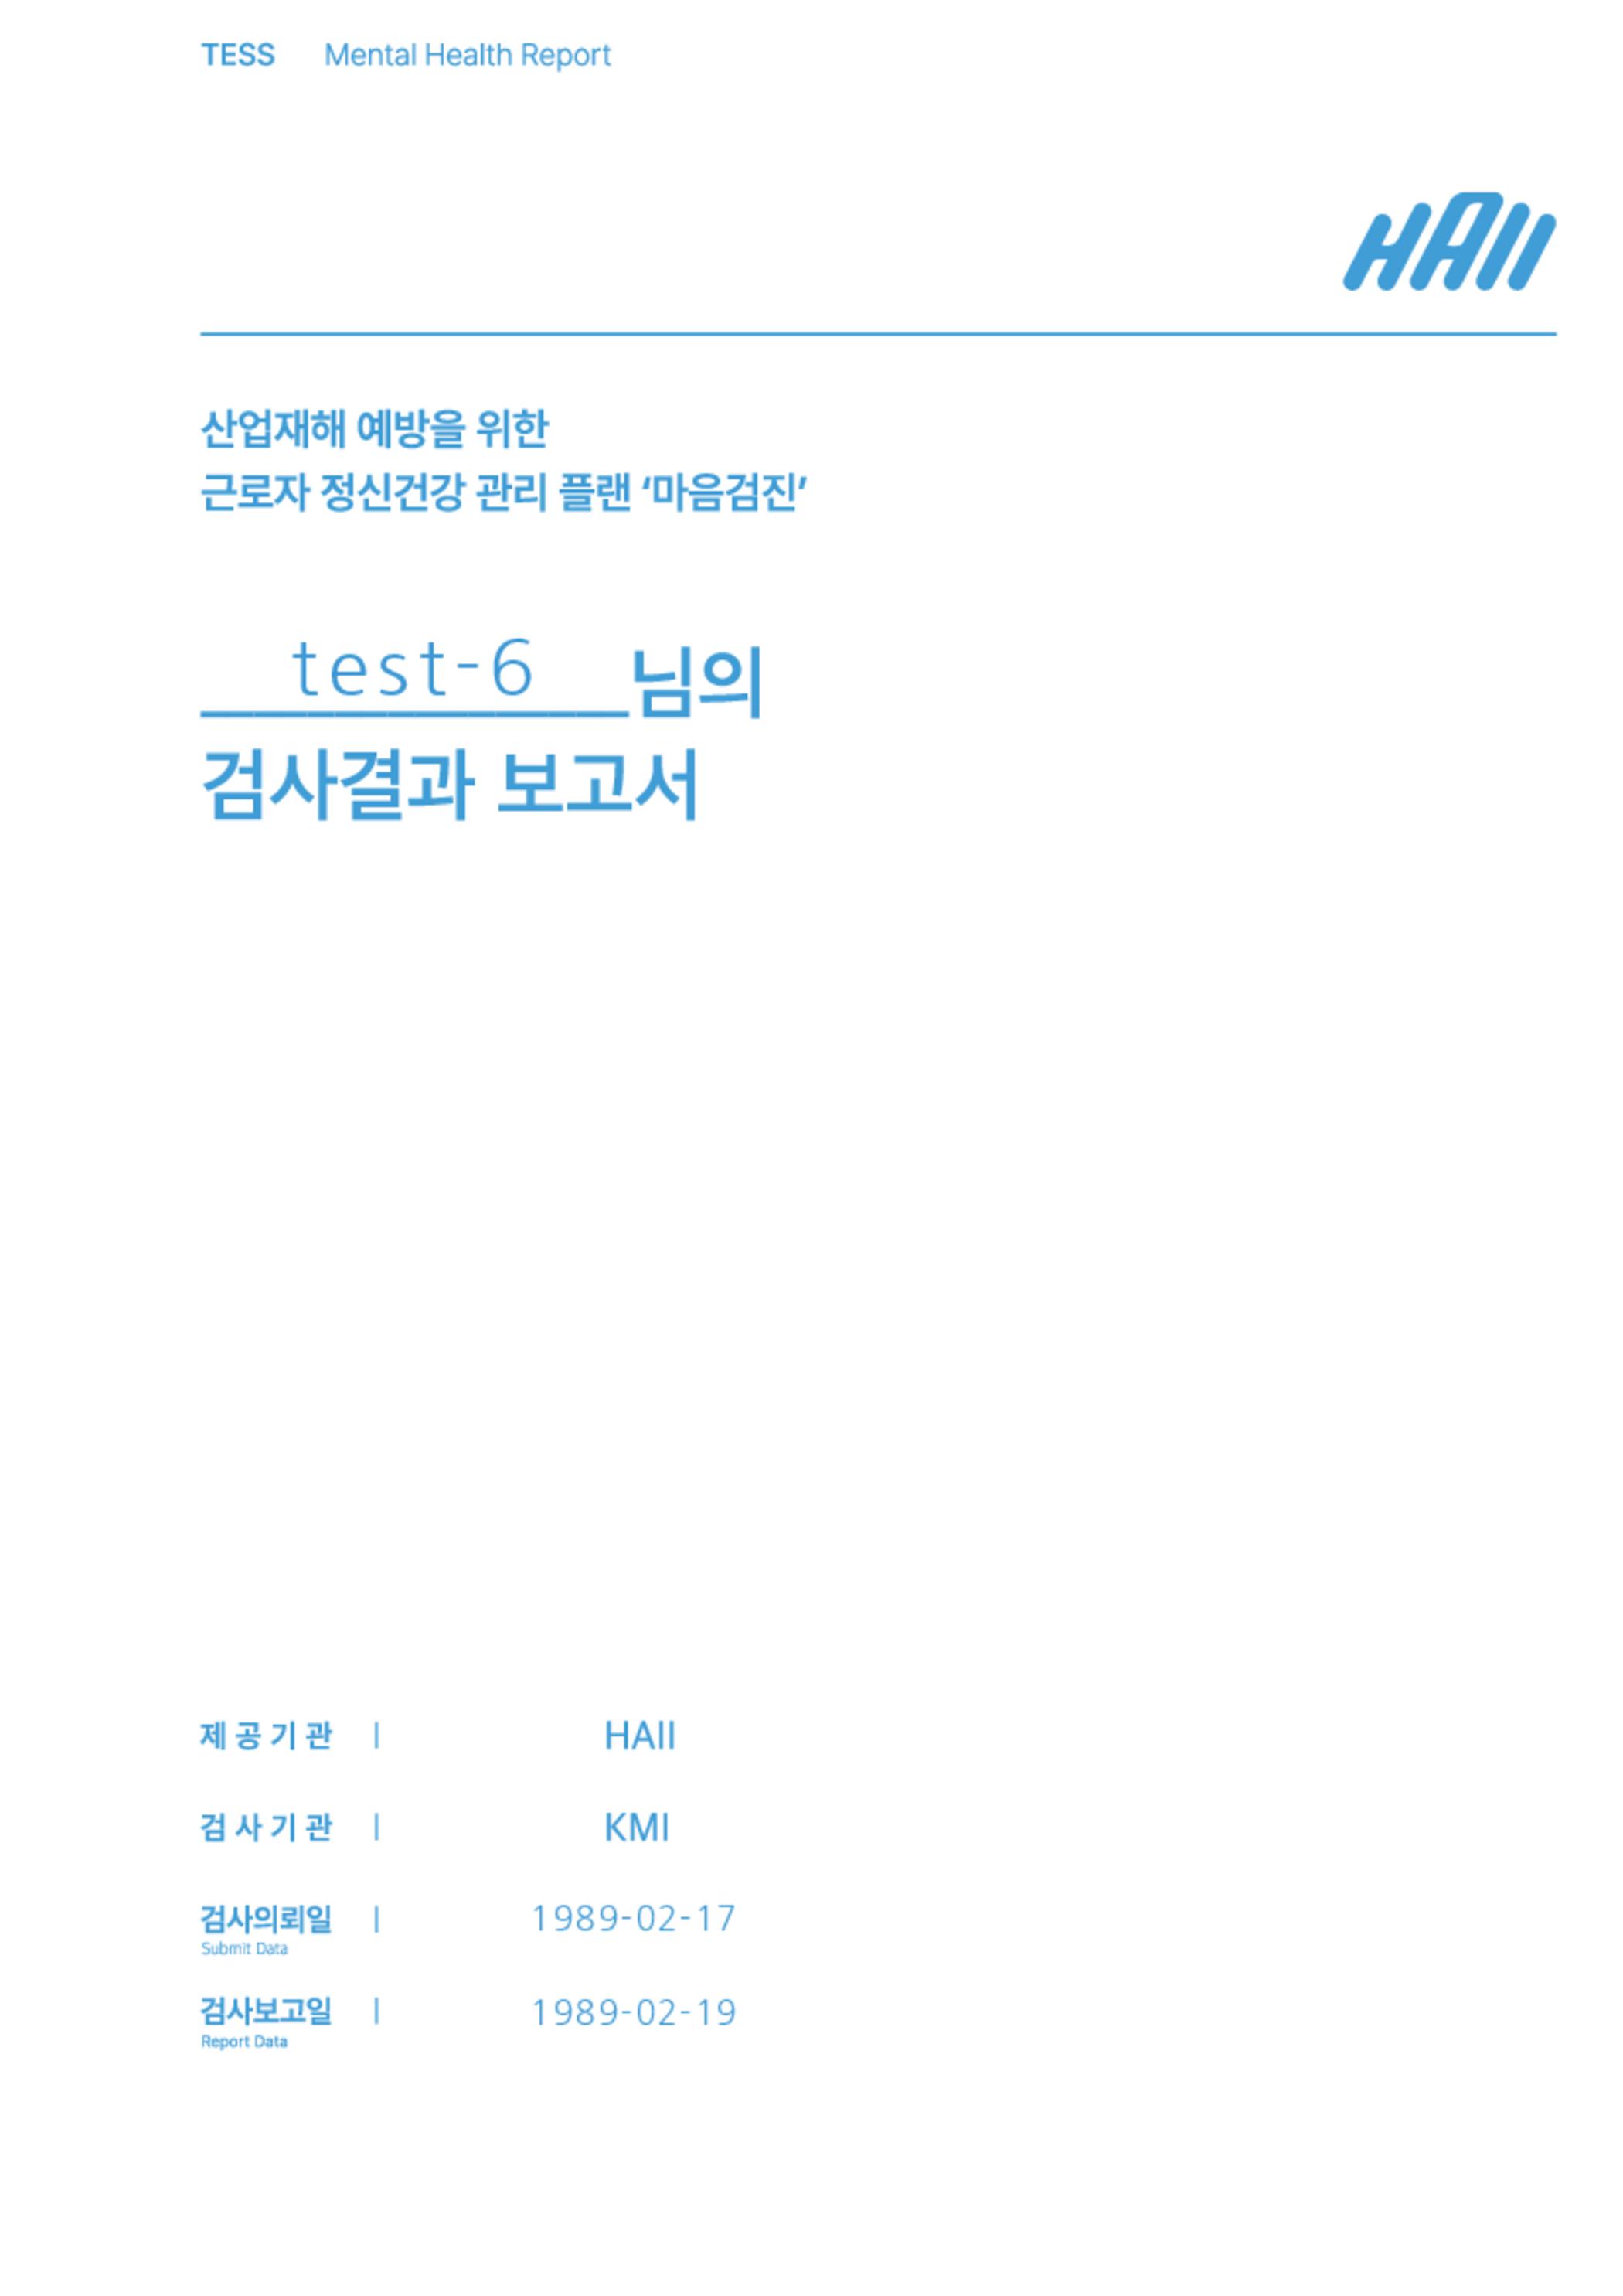 TESS Mental Health Report
HAII
산업재해 예방을 위한
근로자 정신건강 관리 플랜 ‘마음검진’
test-6 님의
검사결과 보고서
제공기관 | HAII
검사기관 | KMI
검사의뢰일 | 1989-02-17
Submit Data
검사보고일 | 1989-02-19
Report Data